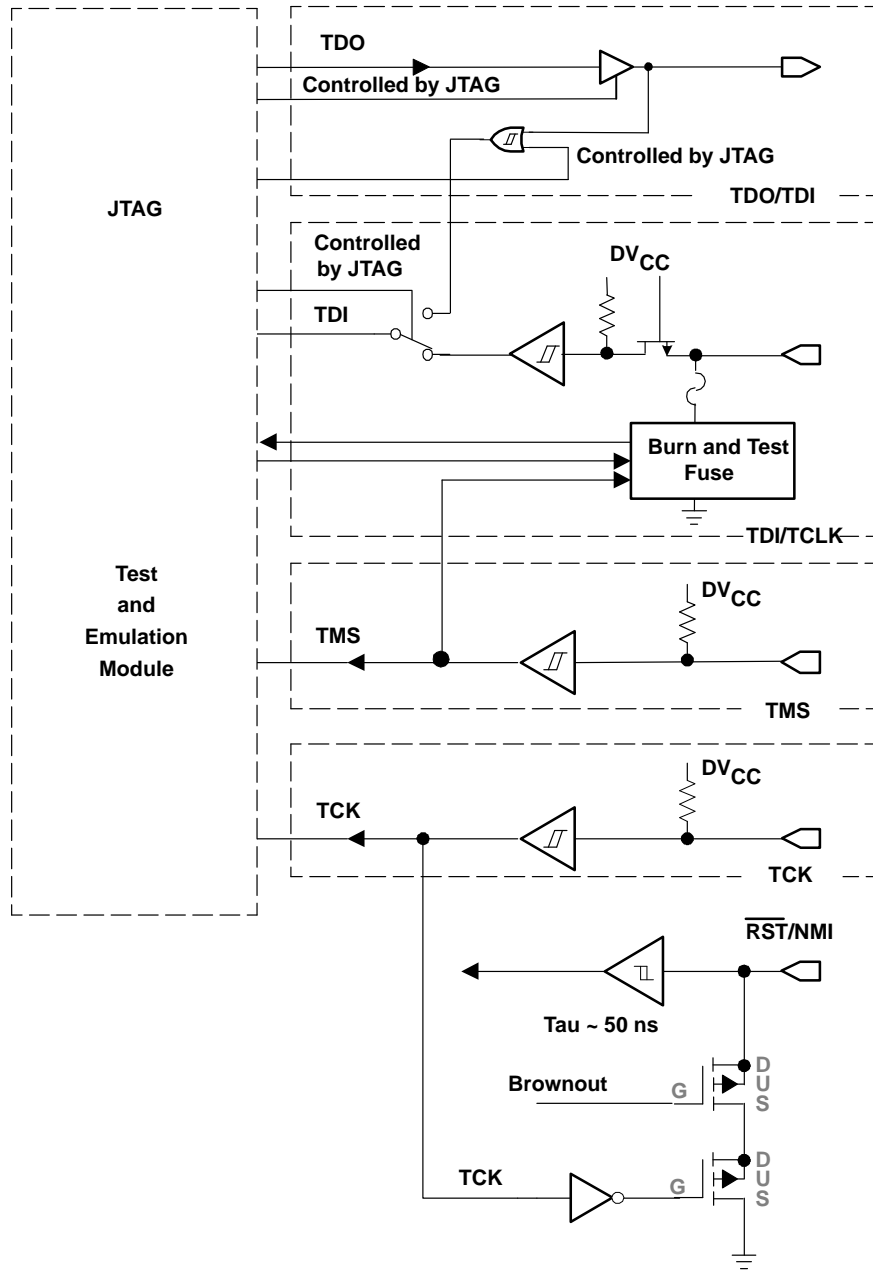 TDO
Controlled by JTAG
Controlled by JTAG
TDO/TDI
JTAG
Controlled
by JTAG
TDI
DVCC
Burn and Test
Fuse
TDI/TCLK
Test
and
Emulation
Module
TMS
DVCC
TMS
TCK
DVCC
TCK
RST/NMI
Tau ~ 50 ns
Brownout
G
D
U
S
TCK
G
D
U
S